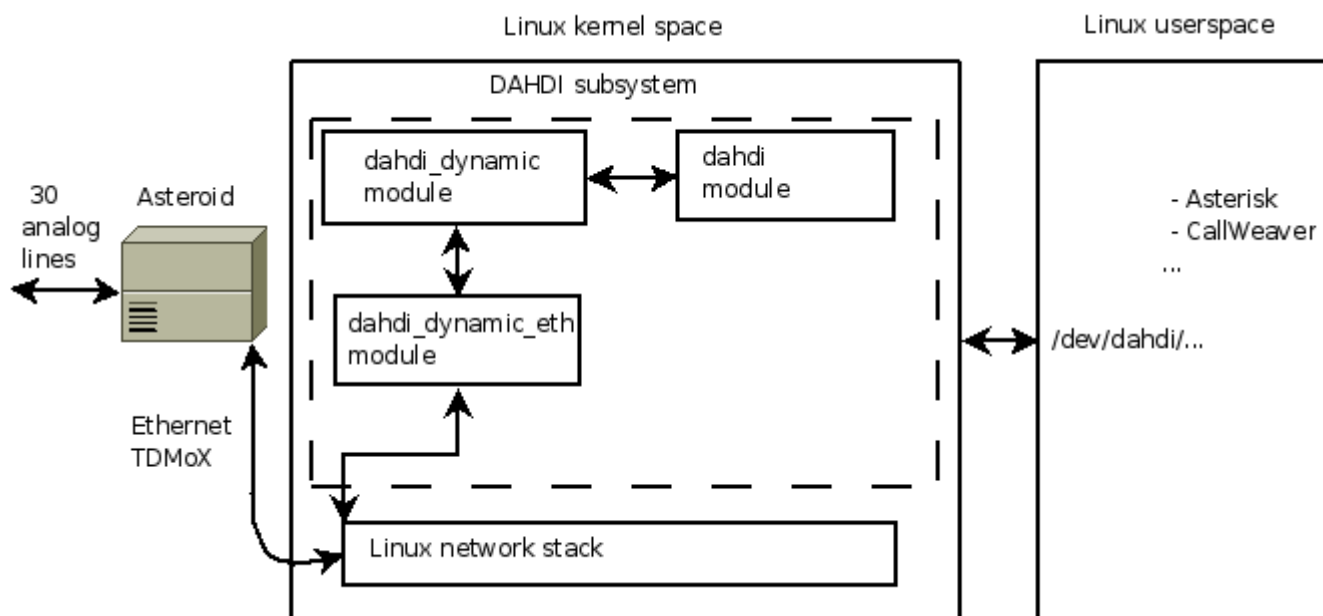 Linux kernel space
Linux userspace
DAHDI subsystem
dahdi_dynamic
module
dahdi
module
30
analog
lines
Asteroid
- Asterisk
- CallWeaver
...
dahdi_dynamic_eth
module
/dev/dahdi/...
Ethernet
TDMoX
Linux network stack